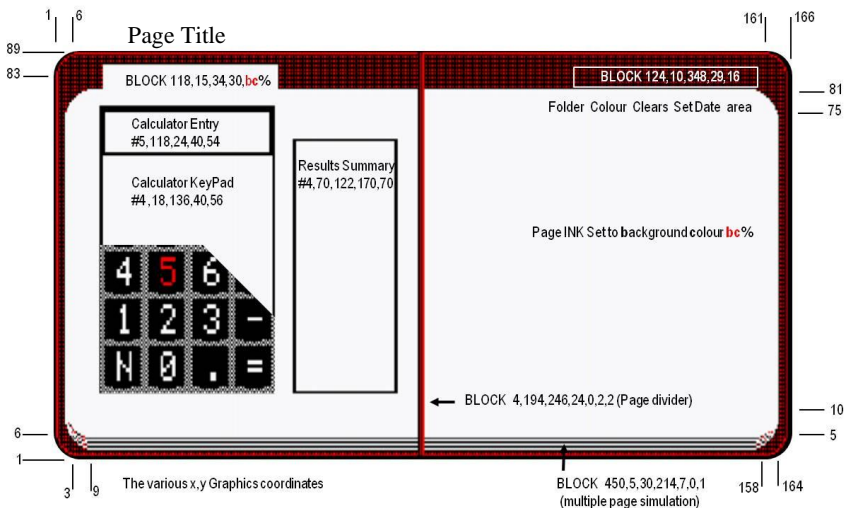 1 6
161 166
Page Title
89
83
BLOCK 118,15,34,30,bc%
BLOCK 124,10,348,29,16
81
75
Folder Colour Clears Set Date area
Calculator Entry
#5,118,24,40,54
Results Summary
#4,70,122,170,70
Calculator KeyPad
#4,18,136,40,56
Page INK Set to background colour bc%
4 5 6
1 2 3 -
N 0 . =
BLOCK 4,194,246,24,0,2,2 (Page divider)
10
5
6
1
3 9
The various x,y Graphics coordinates
BLOCK 450,5,30,214,7,0,1
(multiple page simulation)
158 164